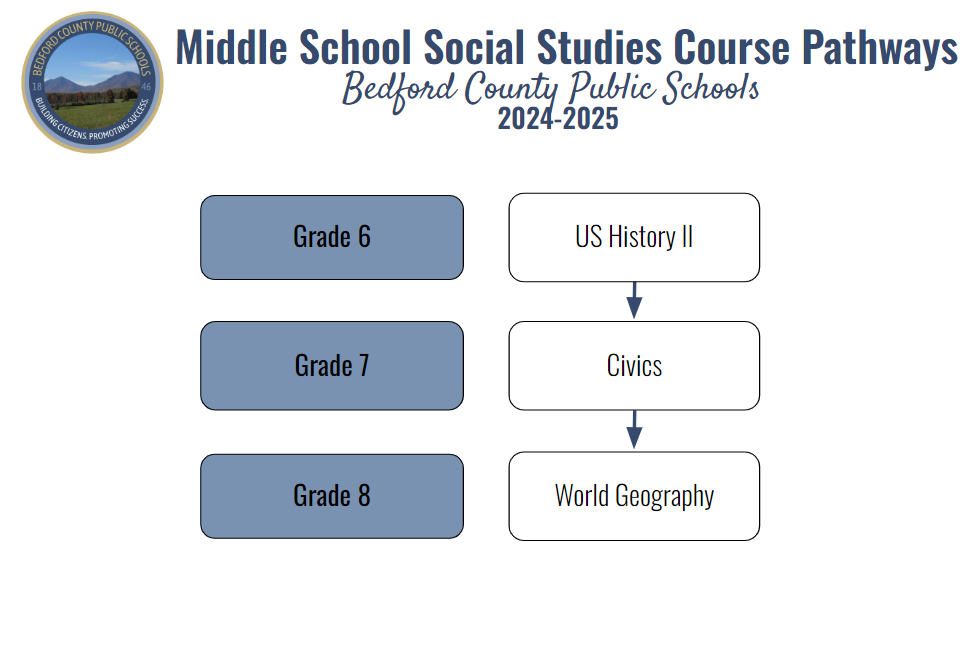 BEDFORD COUNTY PUBLIC SCHOOLS
18 46
BUILDING CITIZENS. PROMOTING SUCCESS.
Middle School Social Studies Course Pathways
Bedford County Public Schools
2024-2025
Grade 6
US History II
Grade 7
Civics
Grade 8
World Geography